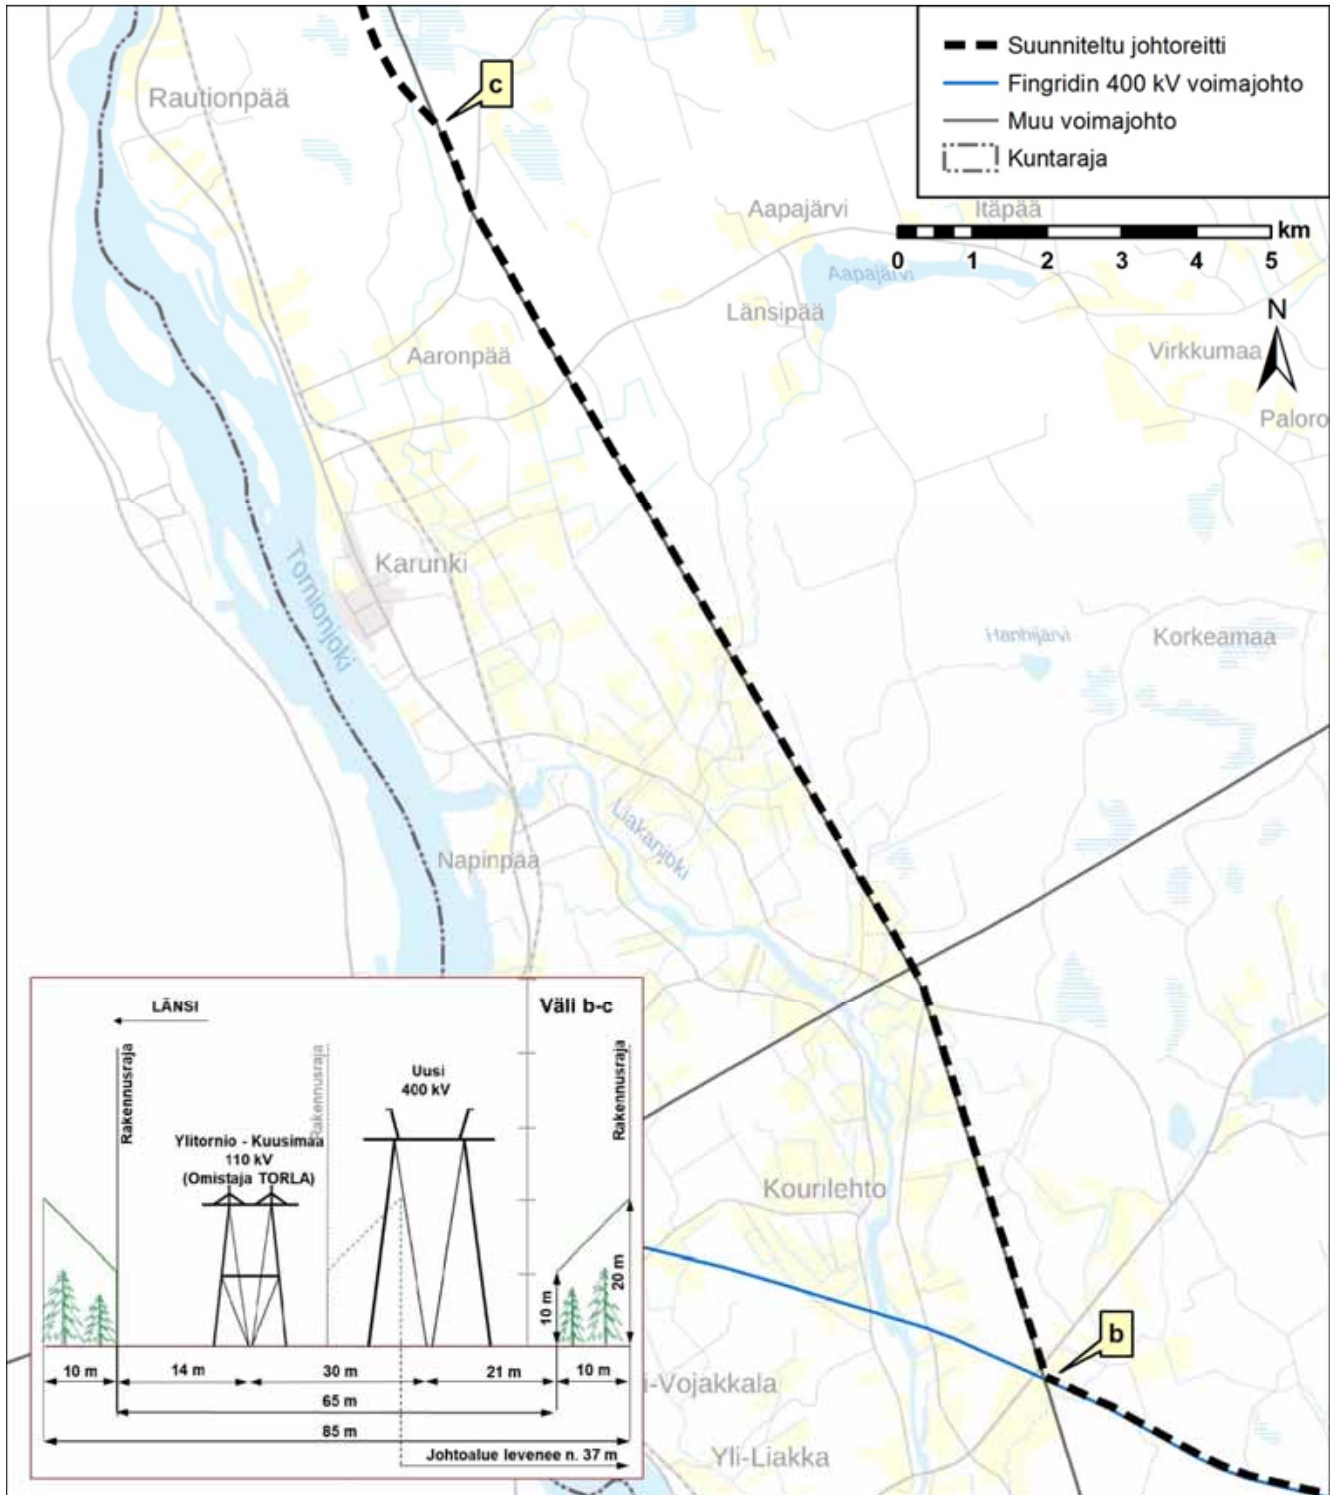 Suunniteltu johtoreitti
Fingridin 400 kV voimajohto
Muu voimajohto
Kuntaraja
km
0 1 2 3 4 5
N
c
Rautionpää
Aapajärvi
Itäpää
Aapajärvi
Länsipää
Virkkumaa
Aaronpää
Paloro
Karunki
Tornionjoki
Hanhijärvi
Korkeamaa
Liakanjoki
Napinpää
Kourilehto
b
i-Vojakkala
Yli-Liakka
LÄNSI
Väli b-c
Rakennusraja
Rakennusraja
Rakennusraja
Uusi
400 kV
Ylitornio - Kuusimaa
110 kV
(Omistaja TORLA)
10 m
20 m
10 m
14 m
30 m
21 m
10 m
65 m
85 m
Johtoalue levenee n. 37 m